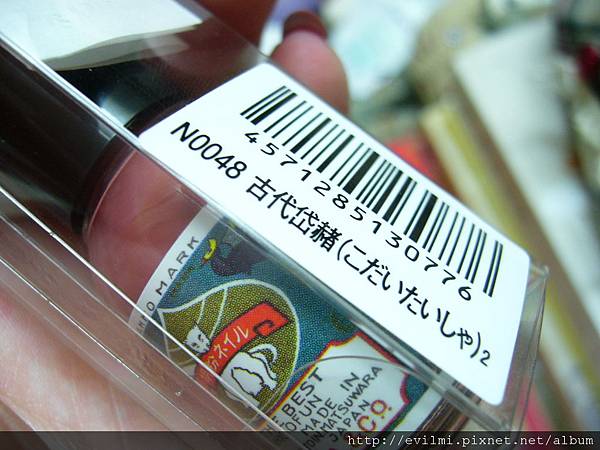 4571285130776
N0048 古代岱赭(こだいたいしゃ)2
MARK
ネイル
BEST
MADE IN
MATSUWARA
JAPAN
Co.
http://evilmi.pixnet.net/album